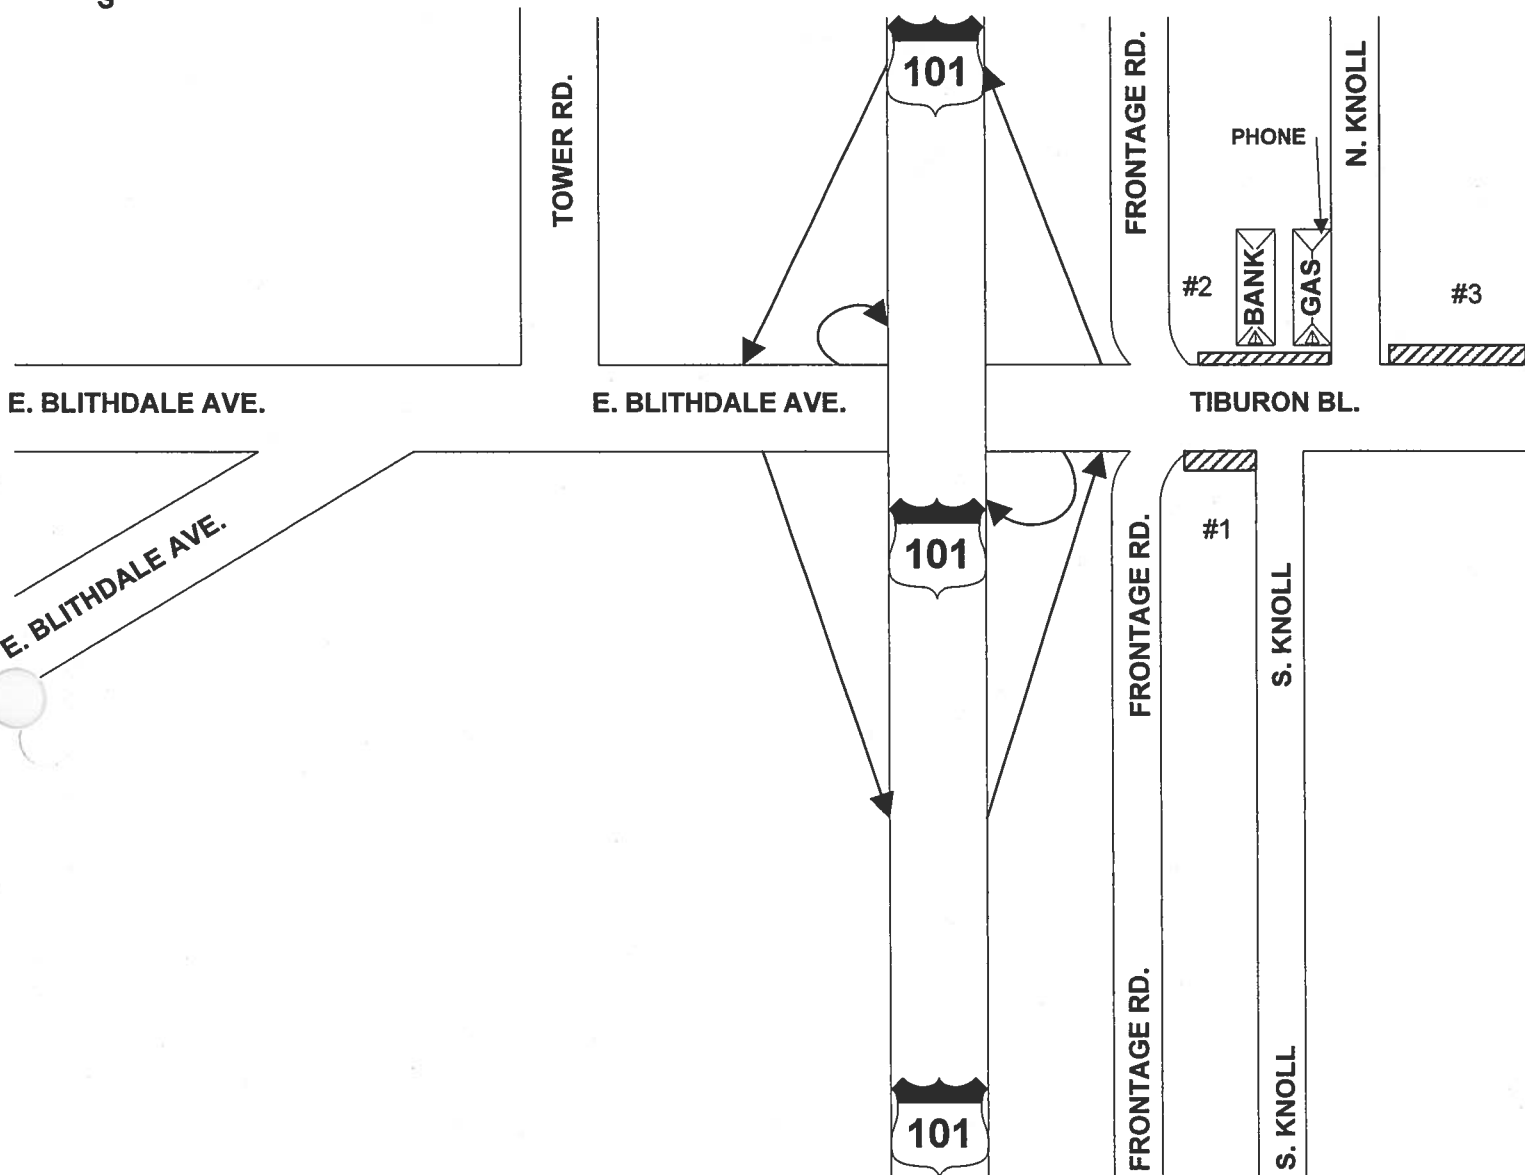 S
101
TOWER RD.
FRONTAGE RD.
N. KNOLL
PHONE
BANK
GAS
#2
#3
E. BLITHDALE AVE.
E. BLITHDALE AVE.
TIBURON BL.
E. BLITHDALE AVE.
101
FRONTAGE RD.
#1
S. KNOLL
FRONTAGE RD.
S. KNOLL
101